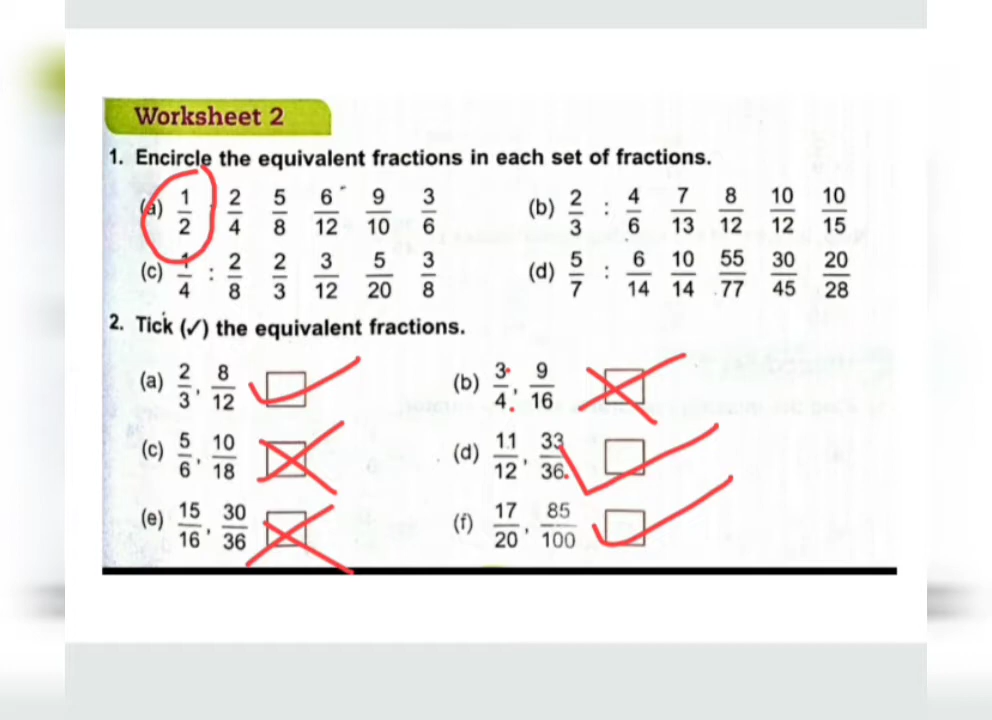 Worksheet 2
1. Encircle the equivalent fractions in each set of fractions.
(a) 1/2 : 2/4 5/8 6/12 9/10 3/6 (b) 2/3 : 4/6 7/13 8/12 10/12 10/15
(c) 1/4 : 2/8 2/3 3/12 5/20 3/8 (d) 5/7 : 6/14 10/14 55/77 30/45 20/28
2. Tick (✓) the equivalent fractions.
(a) 2/3, 8/12 (b) 3/4, 9/16
(c) 5/6, 10/18 (d) 11/12, 33/36
(e) 15/16, 30/36 (f) 17/20, 85/100